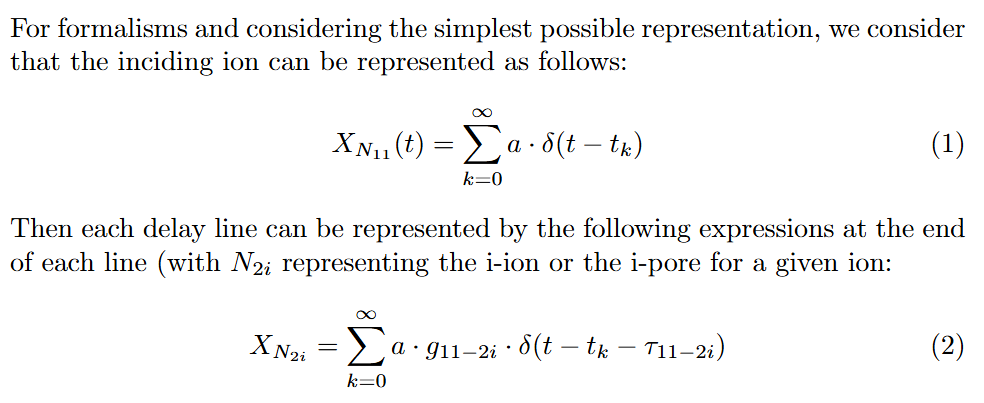 For formalisms and considering the simplest possible representation, we consider
that the inciding ion can be represented as follows:
$$X_{N_{11}}(t) = \sum_{k=0}^{\infty} a \cdot \delta(t - t_k) \tag{1}$$
Then each delay line can be represented by the following expressions at the end
of each line (with $N_{2i}$ representing the i-ion or the i-pore for a given ion:
$$X_{N_{2i}} = \sum_{k=0}^{\infty} a \cdot g_{11-2i} \cdot \delta(t - t_k - \tau_{11-2i}) \tag{2}$$